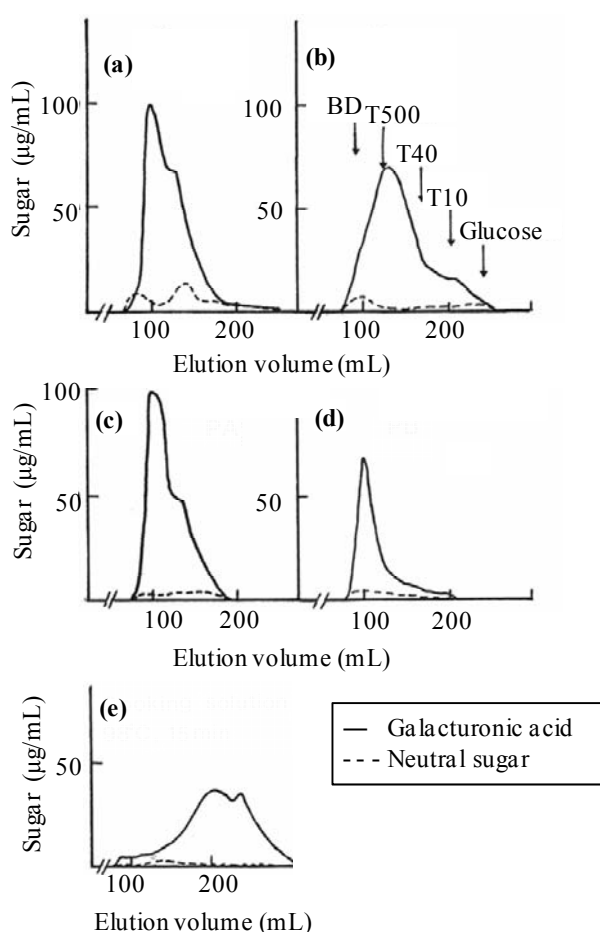 (a)
(b)
Sugar (µg/mL)
100
50
100
50
BD
T500
T40
T10
Glucose
100
200
100
200
Elution volume (mL)
(c)
(d)
Sugar (µg/mL)
100
50
50
100
200
100
200
Elution volume (mL)
(e)
Sugar (µg/mL)
50
100
200
Elution volume (mL)
Galacturonic acid
Neutral sugar